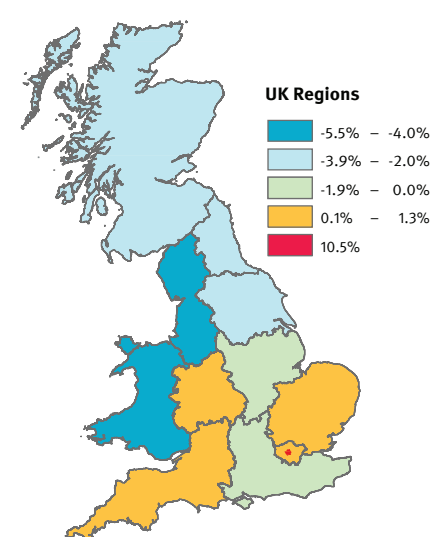 UK Regions
-5.5% – -4.0%
-3.9% – -2.0%
-1.9% – 0.0%
0.1% – 1.3%
10.5%